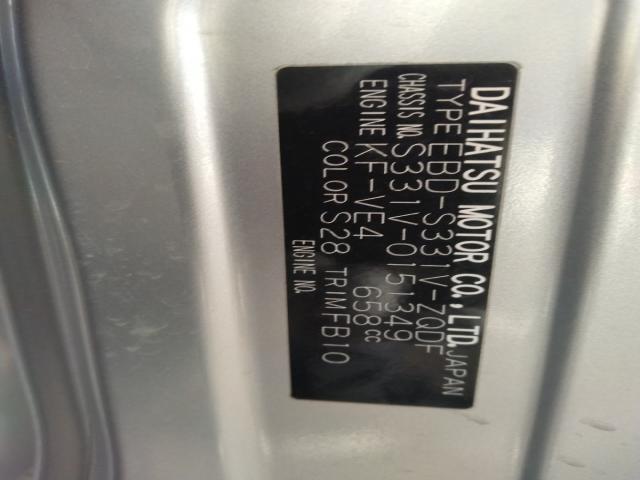 DAIHATSU MOTOR CO., LTD. JAPAN
TYPE EBD-S331V-ZQDF
CHASSIS NO. S331V-0151349
ENGINE KF-VE4 658cc
COLOR S28 TRIM FB10
ENGINE NO.